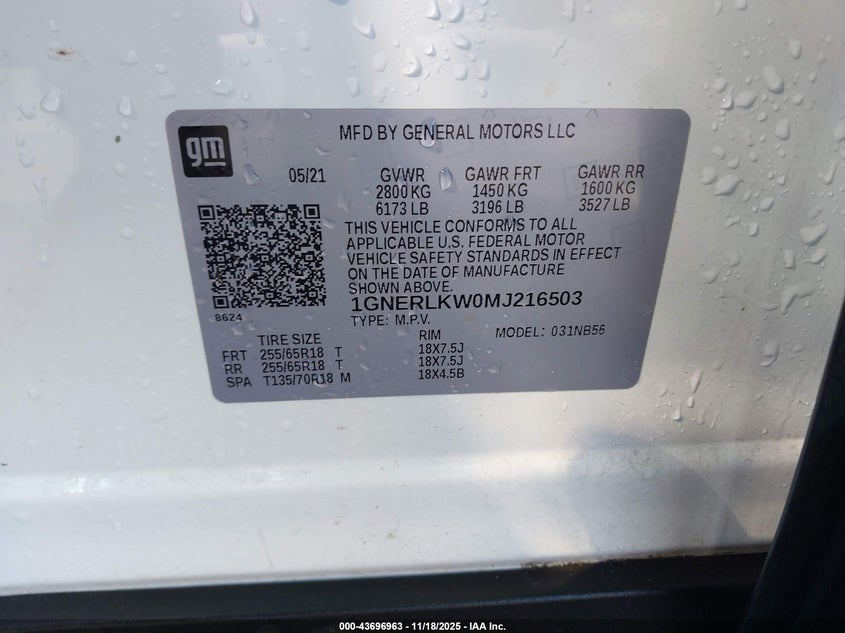 gm
MFD BY GENERAL MOTORS LLC
05/21 GVWR GAWR FRT GAWR RR
2800 KG 1450 KG 1600 KG
6173 LB 3196 LB 3527 LB
THIS VEHICLE CONFORMS TO ALL
APPLICABLE U.S. FEDERAL MOTOR
VEHICLE SAFETY STANDARDS IN EFFECT
ON THE DATE OF MANUFACTURE
SHOWN ABOVE.
1GNERLKW0MJ216503
8624
TYPE: M.P.V. MODEL: 031NB56
TIRE SIZE RIM
FRT 255/65R18 T 18X7.5J
RR 255/65R18 T 18X7.5J
SPA T135/70R18 M 18X4.5B
000-43696963 - 11/18/2025 - IAA Inc.